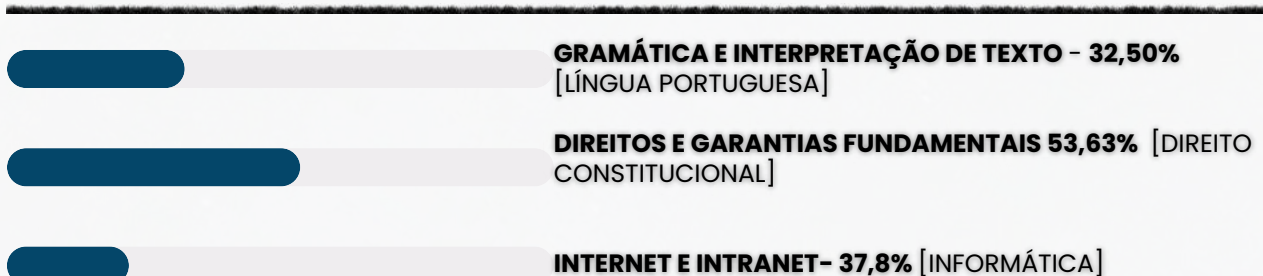 GRAMÁTICA E INTERPRETAÇÃO DE TEXTO - 32,50%
[LÍNGUA PORTUGUESA]
DIREITOS E GARANTIAS FUNDAMENTAIS 53,63% [DIREITO
CONSTITUCIONAL]
INTERNET E INTRANET- 37,8% [INFORMÁTICA]